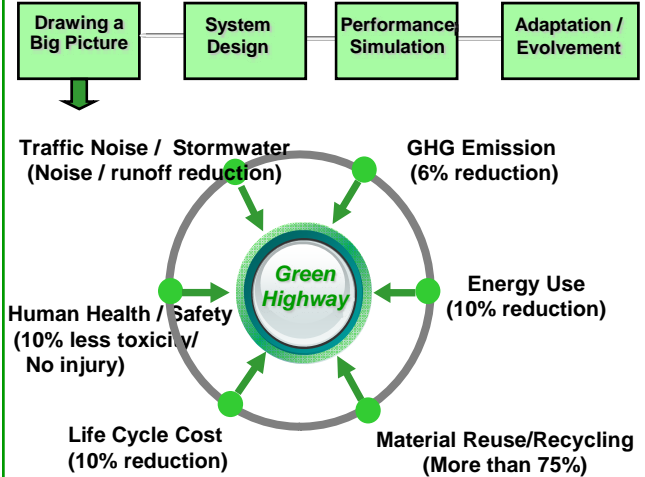 Drawing a
Big Picture
System
Design
Performance
Simulation
Adaptation /
Evolvement
Traffic Noise / Stormwater
(Noise / runoff reduction)
GHG Emission
(6% reduction)
Green
Highway
Energy Use
(10% reduction)
Human Health / Safety
(10% less toxicity/
No injury)
Life Cycle Cost
(10% reduction)
Material Reuse/Recycling
(More than 75%)